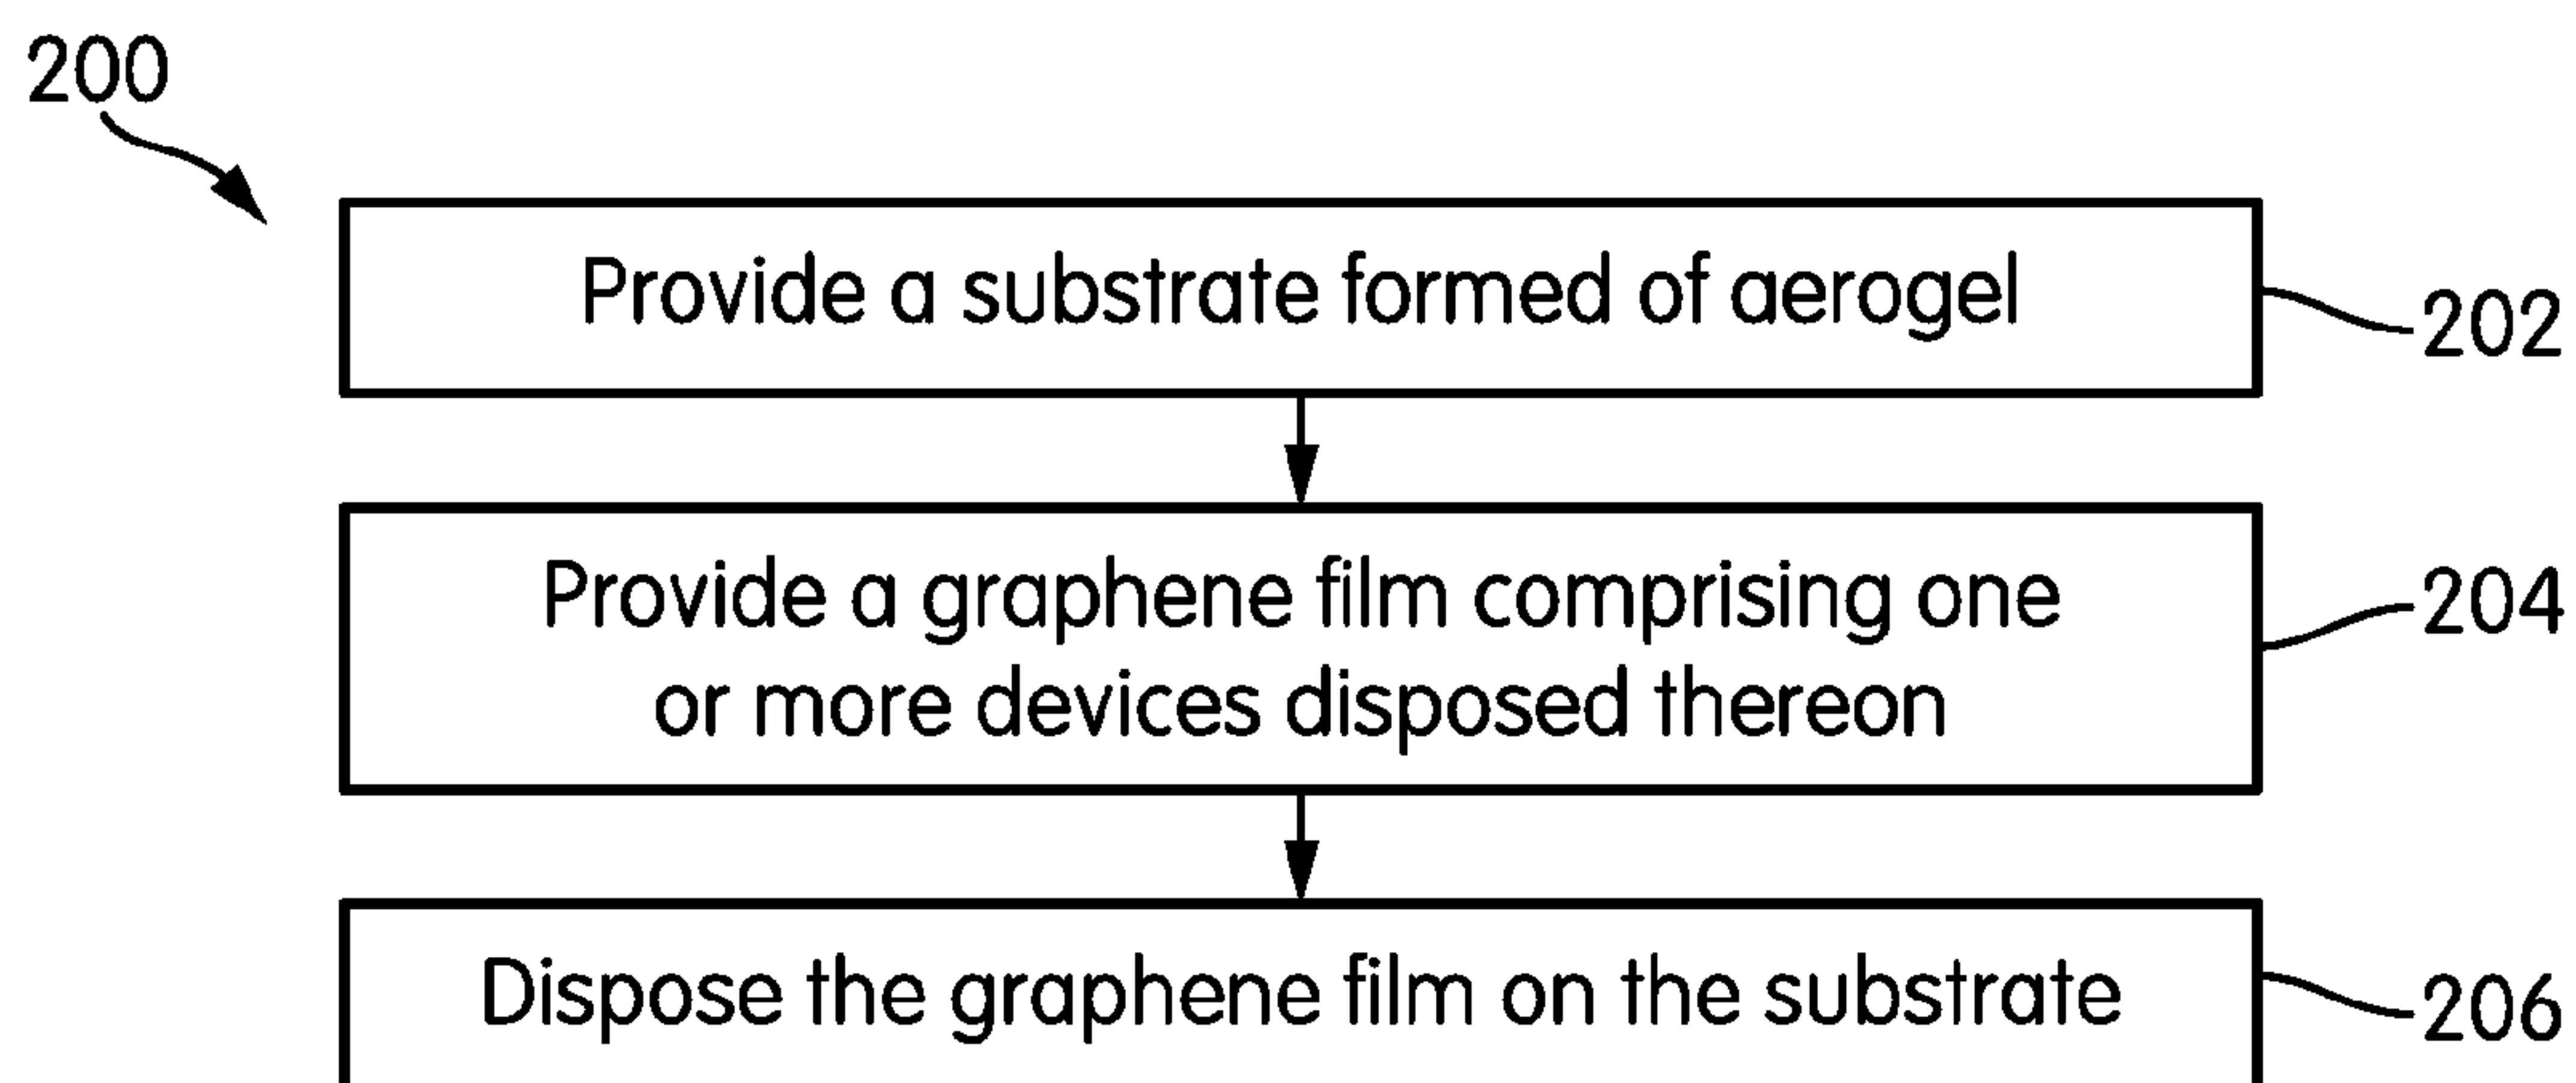 200
Provide a substrate formed of aerogel
202
Provide a graphene film comprising one
or more devices disposed thereon
204
Dispose the graphene film on the substrate
206